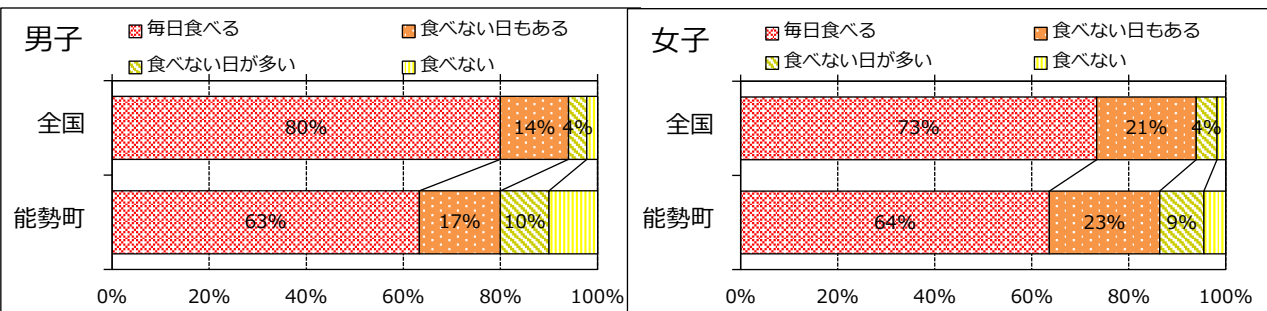 男子
毎日食べる 食べない日もある
食べない日が多い 食べない
全国 80% 14% 4%
能勢町 63% 17% 10%
0% 20% 40% 60% 80% 100%
女子
毎日食べる 食べない日もある
食べない日が多い 食べない
全国 73% 21% 4%
能勢町 64% 23% 9%
0% 20% 40% 60% 80% 100%